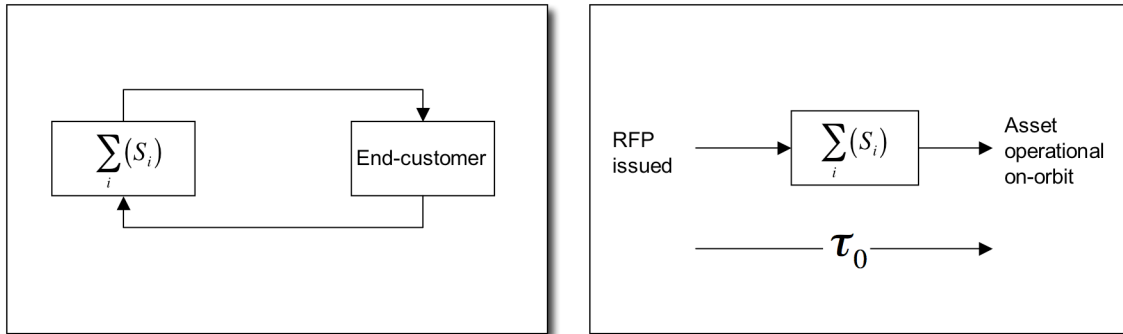 ∑(Sᵢ)
i
End-customer
RFP
issued
∑(Sᵢ)
i
Asset
operational
on-orbit
τ₀